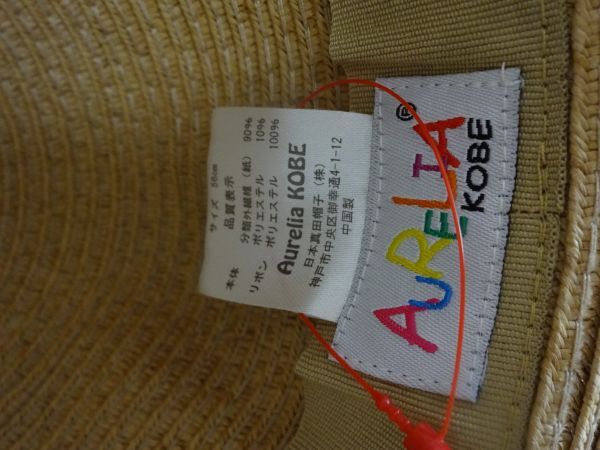 サイズ 56cm
品質表示
本体 分類外繊維（紙） 90%
ポリエステル 10%
リボン ポリエステル 100%
Aurelia KOBE
日本真田帽子（株）
神戸市中央区御幸通4-1-12
中国製
AURELIA®
KOBE